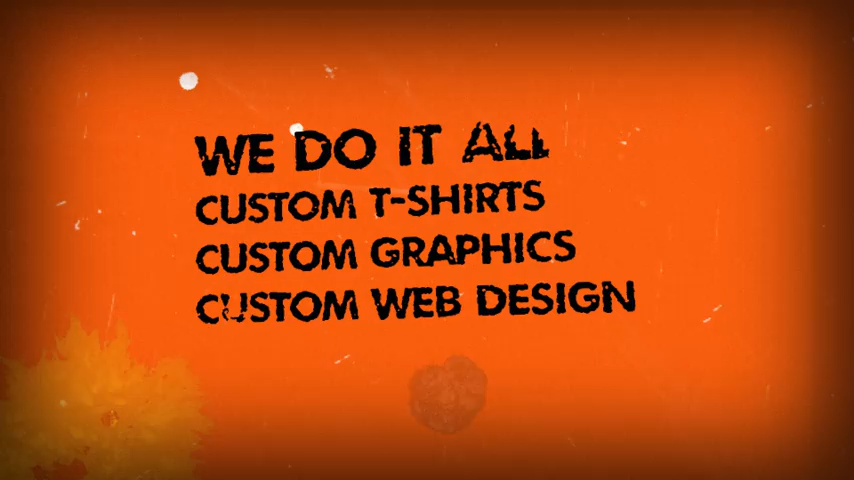 WE DO IT ALL
CUSTOM T-SHIRTS
CUSTOM GRAPHICS
CUSTOM WEB DESIGN